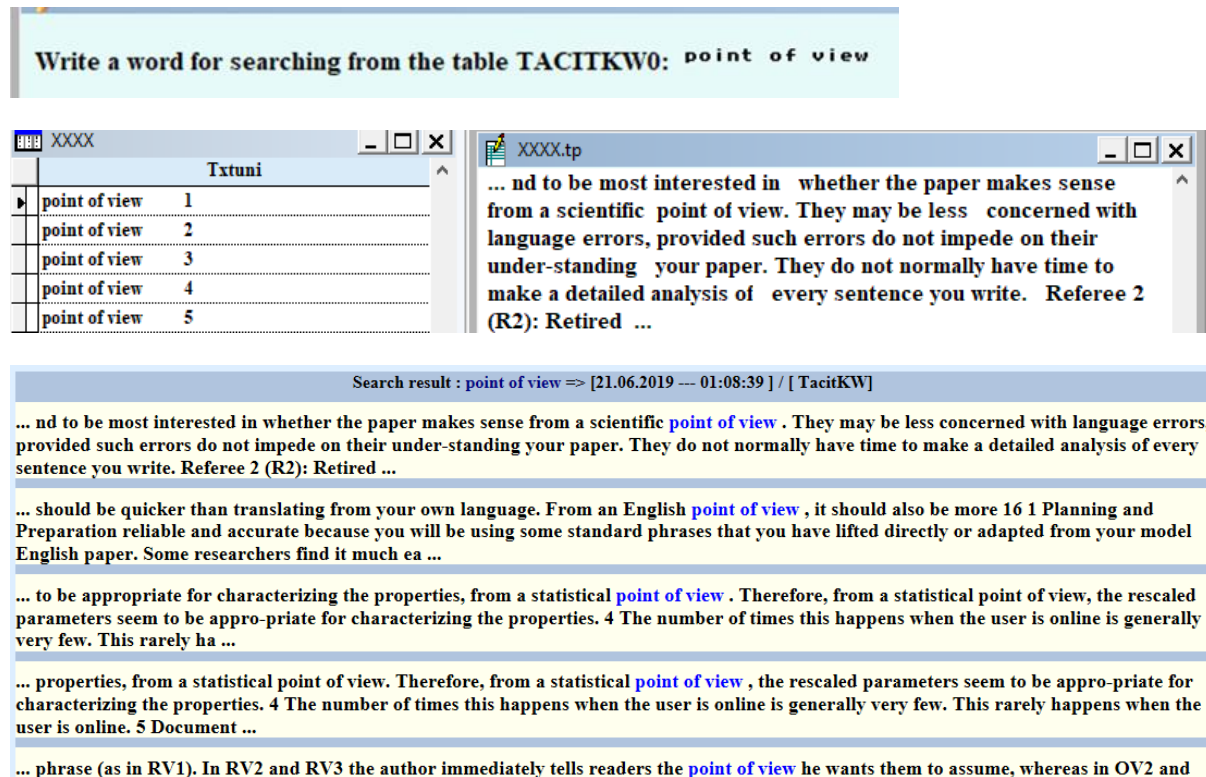 Write a word for searching from the table TACITKW0: point of view
XXXX
Txtuni
point of view 1
point of view 2
point of view 3
point of view 4
point of view 5
XXXX.tp
... nd to be most interested in whether the paper makes sense
from a scientific point of view. They may be less concerned with
language errors, provided such errors do not impede on their
under-standing your paper. They do not normally have time to
make a detailed analysis of every sentence you write. Referee 2
(R2): Retired ...
Search result : point of view => [21.06.2019 --- 01:08:39 ] / [ TacitKW]
... nd to be most interested in whether the paper makes sense from a scientific point of view . They may be less concerned with language errors,
provided such errors do not impede on their under-standing your paper. They do not normally have time to make a detailed analysis of every
sentence you write. Referee 2 (R2): Retired ...
... should be quicker than translating from your own language. From an English point of view , it should also be more 16 1 Planning and
Preparation reliable and accurate because you will be using some standard phrases that you have lifted directly or adapted from your model
English paper. Some researchers find it much ea ...
... to be appropriate for characterizing the properties, from a statistical point of view . Therefore, from a statistical point of view, the rescaled
parameters seem to be appro-priate for characterizing the properties. 4 The number of times this happens when the user is online is generally
very few. This rarely ha ...
... properties, from a statistical point of view. Therefore, from a statistical point of view , the rescaled parameters seem to be appro-priate for
characterizing the properties. 4 The number of times this happens when the user is online is generally very few. This rarely happens when the
user is online. 5 Document ...
... phrase (as in RV1). In RV2 and RV3 the author immediately tells readers the point of view he wants them to assume, whereas in OV2 and